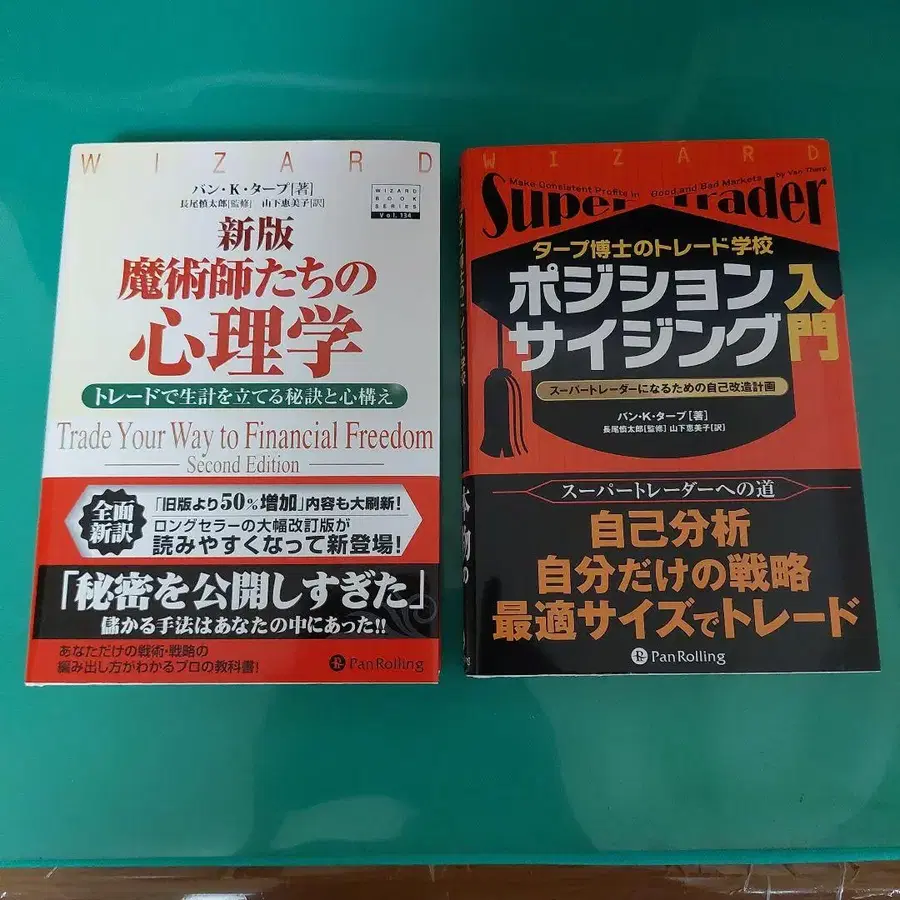 WIZARD
バン・K・タープ[著]
長尾慎太郎[監修] 山下恵美子[訳]
WIZARD
BOOK
SERIES
Vol. 134
新版
魔術師たちの
心理学
トレードで生計を立てる秘訣と心構え
Trade Your Way to Financial Freedom
Second Edition
全面
新訳
「旧版より50%増加」内容も大刷新!
ロングセラーの大幅改訂版が
読みやすくなって新登場!
「秘密を公開しすぎた」
儲かる手法はあなたの中にあった!!
あなただけの戦術・戦略の
編み出し方がわかるプロの教科書!
PanRolling
WIZARD
Make Consistent Profits in Good and Bad Markets
by Van Tharp
Super Trader
タープ博士のトレード学校
ポジション
サイジング
入門
スーパートレーダーになるための自己改造計画
バン・K・タープ[著]
長尾慎太郎[監修] 山下恵美子[訳]
スーパートレーダーへの道
自己分析
自分だけの戦略
最適サイズでトレード
PanRolling